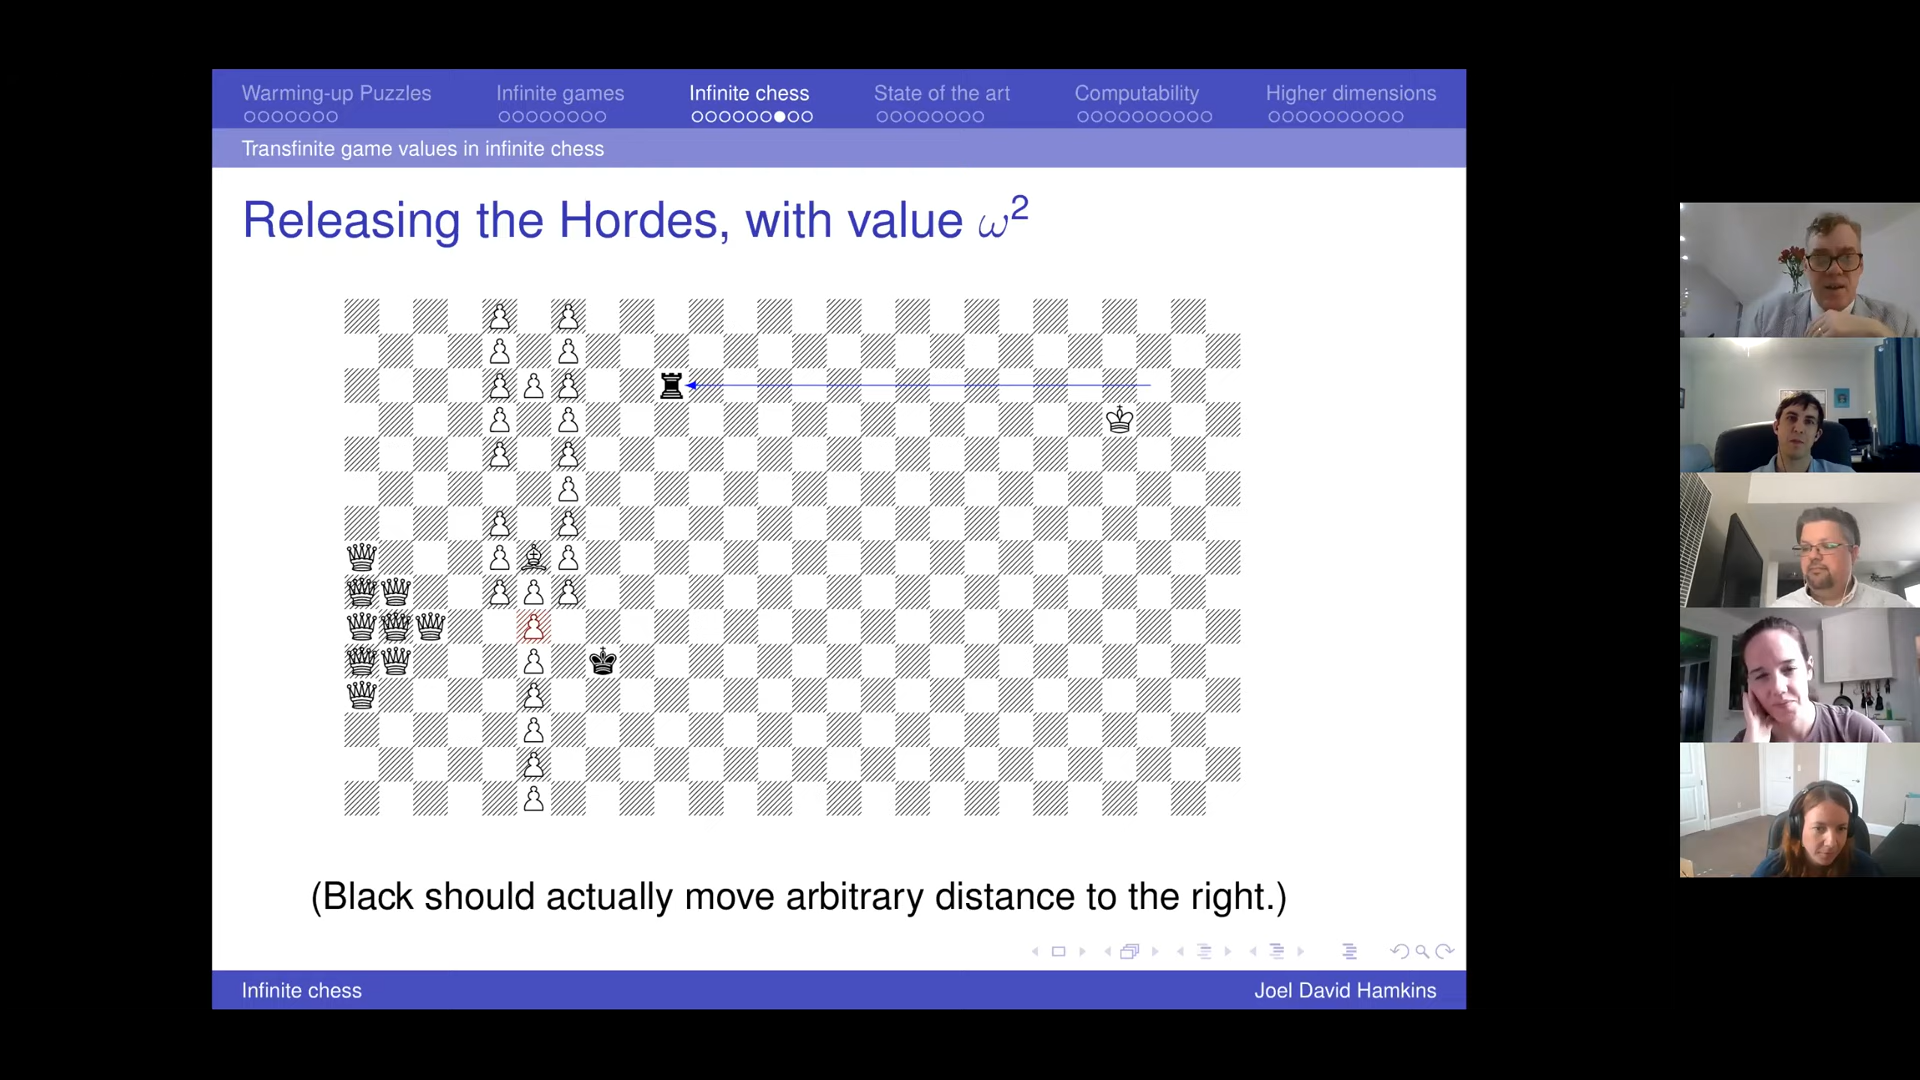 Warming-up Puzzles Infinite games Infinite chess State of the art Computability Higher dimensions
Transfinite game values in infinite chess
Releasing the Hordes, with value ω²
(Black should actually move arbitrary distance to the right.)
Infinite chess Joel David Hamkins